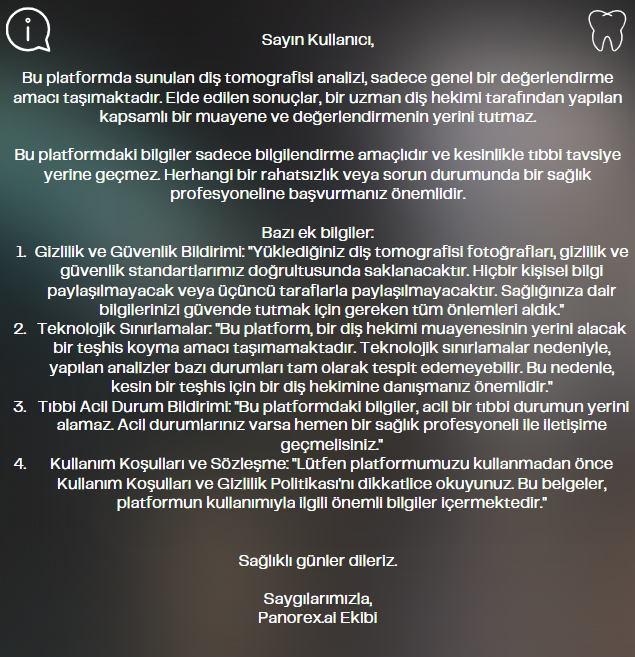 Sayın Kullanıcı,
Bu platformda sunulan diş tomografisi analizi, sadece genel bir değerlendirme
amacı taşımaktadır. Elde edilen sonuçlar, bir uzman diş hekimi tarafından yapılan
kapsamlı bir muayene ve değerlendirmenin yerini tutmaz.
Bu platformdaki bilgiler sadece bilgilendirme amaçlıdır ve kesinlikle tıbbi tavsiye
yerine geçmez. Herhangi bir rahatsızlık veya sorun durumunda bir sağlık
profesyoneline başvurmanız önemlidir.
Bazı ek bilgiler:
1. Gizlilik ve Güvenlik Bildirimi: "Yüklediğiniz diş tomografisi fotoğrafları, gizlilik ve
güvenlik standartlarımız doğrultusunda saklanacaktır. Hiçbir kişisel bilgi
paylaşılmayacak veya üçüncü taraflarla paylaşılmayacaktır. Sağlığınıza dair
bilgilerinizi güvende tutmak için gereken tüm önlemleri aldık."
2. Teknolojik Sınırlamalar: "Bu platform, bir diş hekimi muayenesinin yerini alacak
bir teşhis koyma amacı taşımamaktadır. Teknolojik sınırlamalar nedeniyle,
yapılan analizler bazı durumları tam olarak tespit edemeyebilir. Bu nedenle,
kesin bir teşhis için bir diş hekimine danışmanız önemlidir."
3. Tıbbi Acil Durum Bildirimi: "Bu platformdaki bilgiler, acil bir tıbbi durumun yerini
alamaz. Acil durumlarınız varsa hemen bir sağlık profesyoneli ile iletişime
geçmelisiniz."
4. Kullanım Koşulları ve Sözleşme: "Lütfen platformumuzu kullanmadan önce
Kullanım Koşulları ve Gizlilik Politikası'nı dikkatlice okuyunuz. Bu belgeler,
platformun kullanımıyla ilgili önemli bilgiler içermektedir."
Sağlıklı günler dileriz.
Saygılarımızla,
Panorex.ai Ekibi